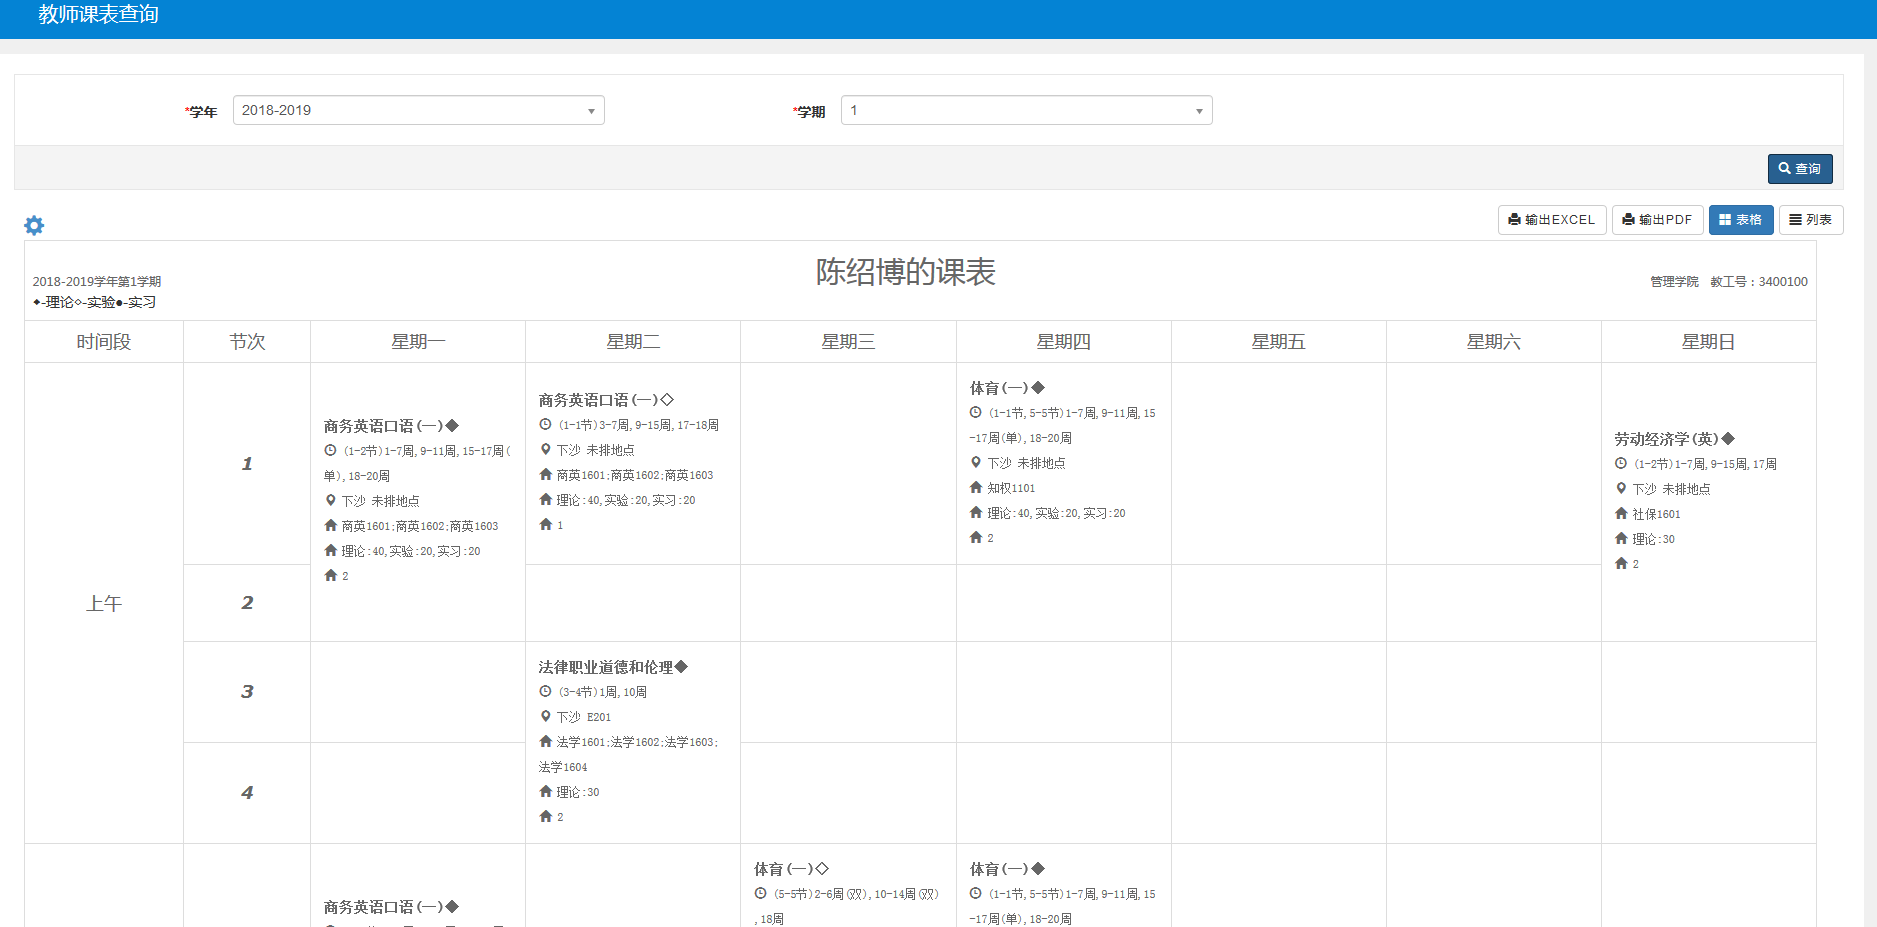 教师课表查询
*学年 2018-2019 *学期 1
查询
输出EXCEL 输出PDF 表格 列表
陈绍博的课表
2018-2019学年第1学期 管理学院 教工号：3400100
◆-理论◇-实验●-实习
时间段 节次 星期一 星期二 星期三 星期四 星期五 星期六 星期日
上午
1
商务英语口语(一)◆
(1-2节)1-7周,9-11周,15-17周(
单),18-20周
下沙 未排地点
商英1601;商英1602;商英1603
理论:40,实验:20,实习:20
2
商务英语口语(一)◇
(1-1节)3-7周,9-15周,17-18周
下沙 未排地点
商英1601;商英1602;商英1603
理论:40,实验:20,实习:20
1
体育(一)◆
(1-1节,5-5节)1-7周,9-11周,15
-17周(单),18-20周
下沙 未排地点
知权1101
理论:40,实验:20,实习:20
2
劳动经济学(英)◆
(1-2节)1-7周,9-15周,17周
下沙 未排地点
社保1601
理论:30
2
2
3
法律职业道德和伦理◆
(3-4节)1周,10周
下沙 E201
法学1601;法学1602;法学1603;
法学1604
理论:30
2
4
商务英语口语(一)◆
体育(一)◇
(5-5节)2-6周(双),10-14周(双)
,18周
体育(一)◆
(1-1节,5-5节)1-7周,9-11周,15
-17周(单),18-20周